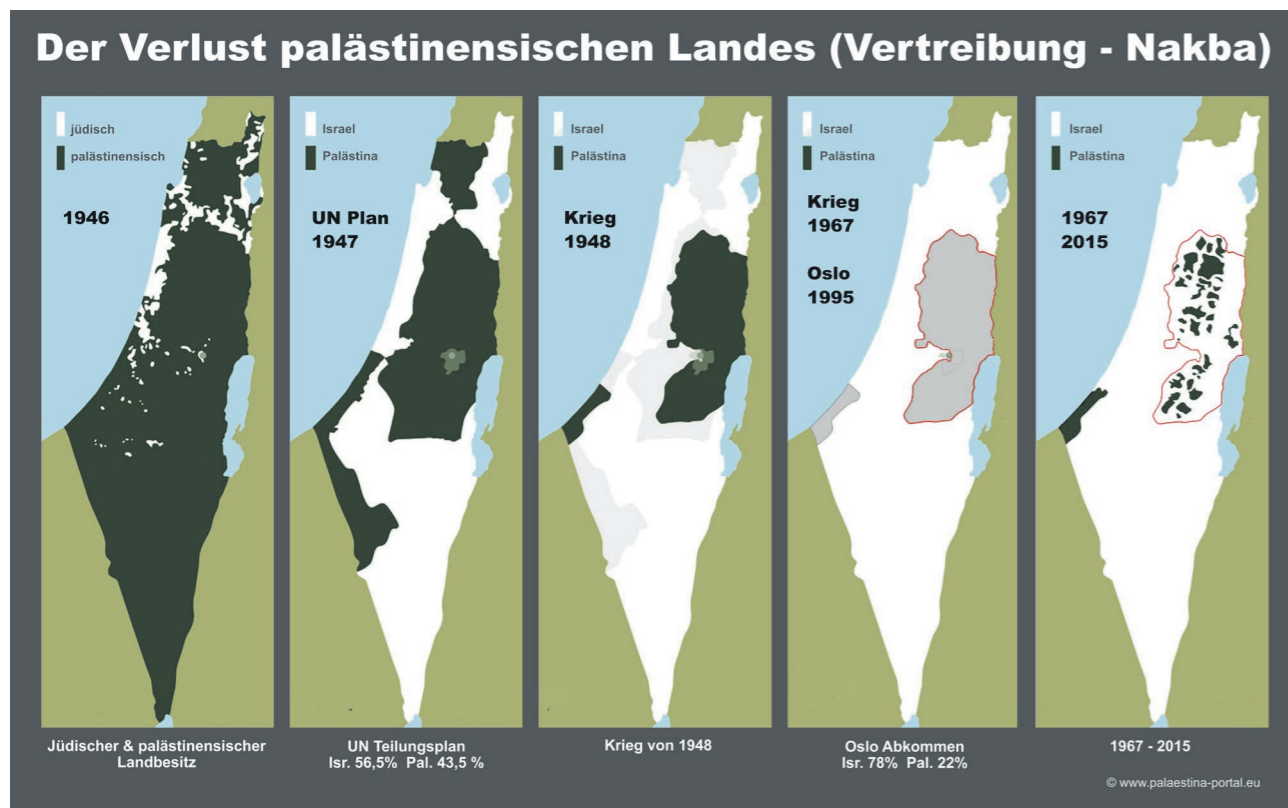 Der Verlust palästinensischen Landes (Vertreibung - Nakba)
jüdisch
palästinensisch
1946
Jüdischer & palästinensischer
Landbesitz
Israel
Palästina
UN Plan
1947
UN Teilungsplan
Isr. 56,5% Pal. 43,5 %
Israel
Palästina
Krieg
1948
Krieg von 1948
Israel
Palästina
Krieg
1967
Oslo
1995
Oslo Abkommen
Isr. 78% Pal. 22%
Israel
Palästina
1967
2015
1967 - 2015
© www.palaestina-portal.eu